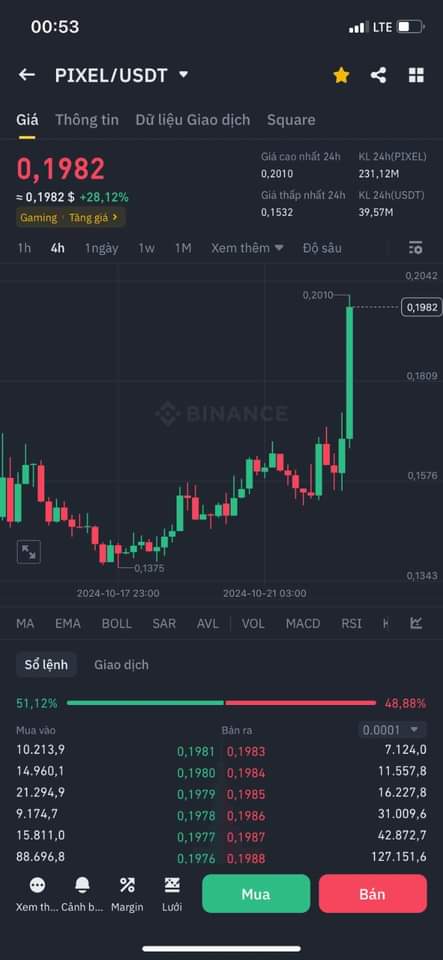 00:53 LTE
PIXEL/USDT
Giá Thông tin Dữ liệu Giao dịch Square
0,1982
≈ 0,1982 $ +28,12%
Gaming Tăng giá
Giá cao nhất 24h KL 24h(PIXEL)
0,2010 231,12M
Giá thấp nhất 24h KL 24h(USDT)
0,1532 39,57M
1h 4h 1ngày 1w 1M Xem thêm Độ sâu
0,2042
0,2010
0,1982
0,1809
BINANCE
0,1576
0,1375
0,1343
2024-10-17 23:00 2024-10-21 03:00
MA EMA BOLL SAR AVL VOL MACD RSI
Sổ lệnh Giao dịch
51,12% 48,88%
Mua vào Bán ra 0.0001
10.213,9 0,1981 0,1983 7.124,0
14.960,1 0,1980 0,1984 11.557,8
21.294,9 0,1979 0,1985 16.227,8
9.174,7 0,1978 0,1986 31.009,6
15.811,0 0,1977 0,1987 42.872,7
88.696,8 0,1976 0,1988 127.151,6
Xem th... Cảnh b... Margin Lưới Mua Bán